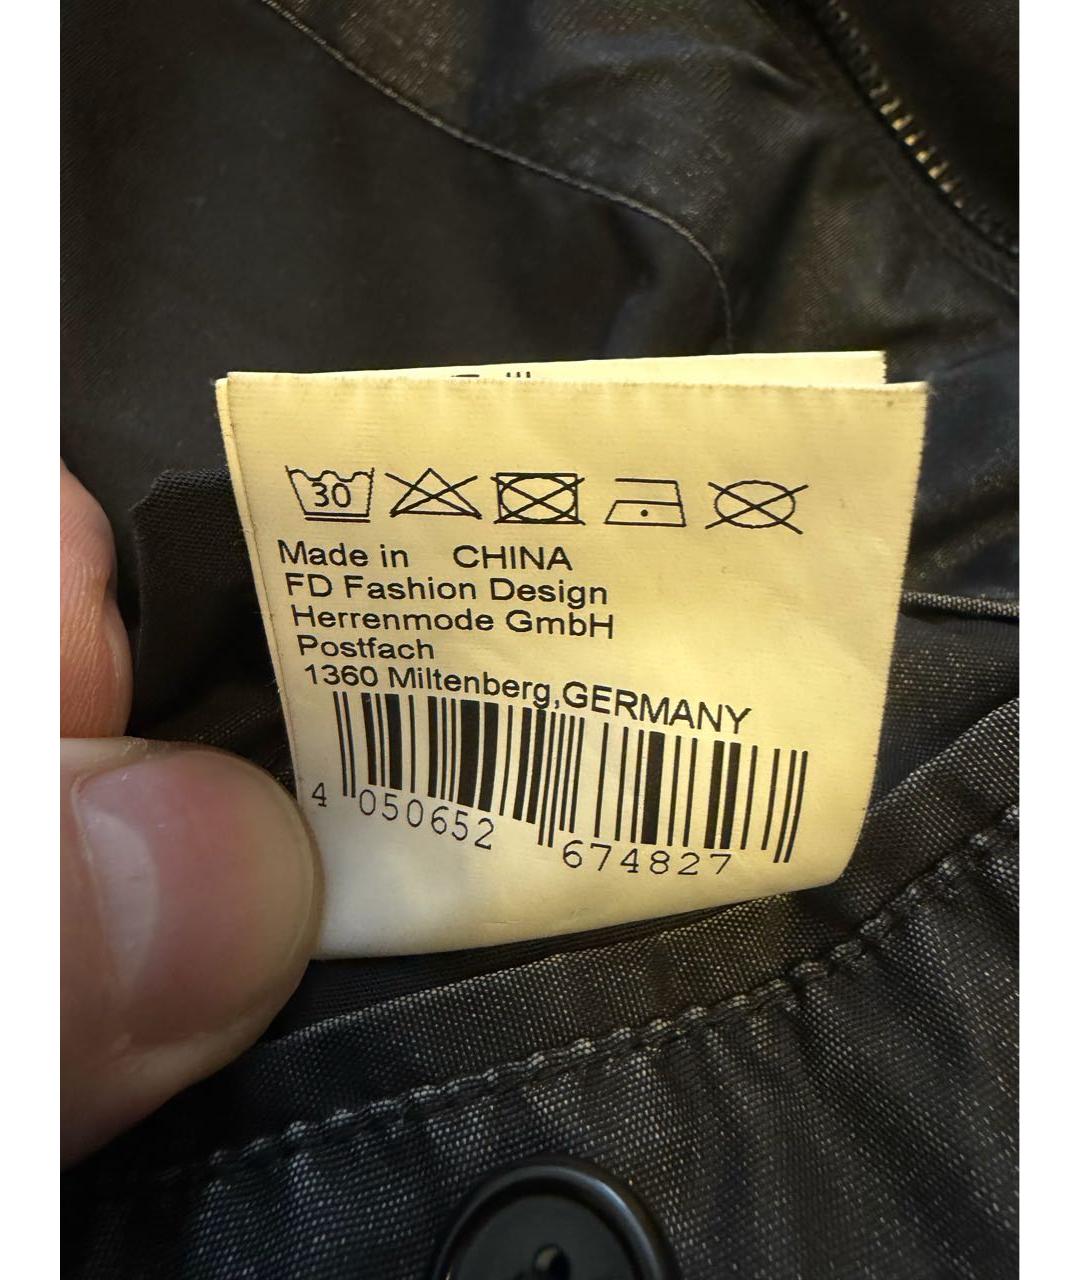 30
Made in CHINA
FD Fashion Design
Herrenmode GmbH
Postfach
1360 Miltenberg,GERMANY
4 050652 674827